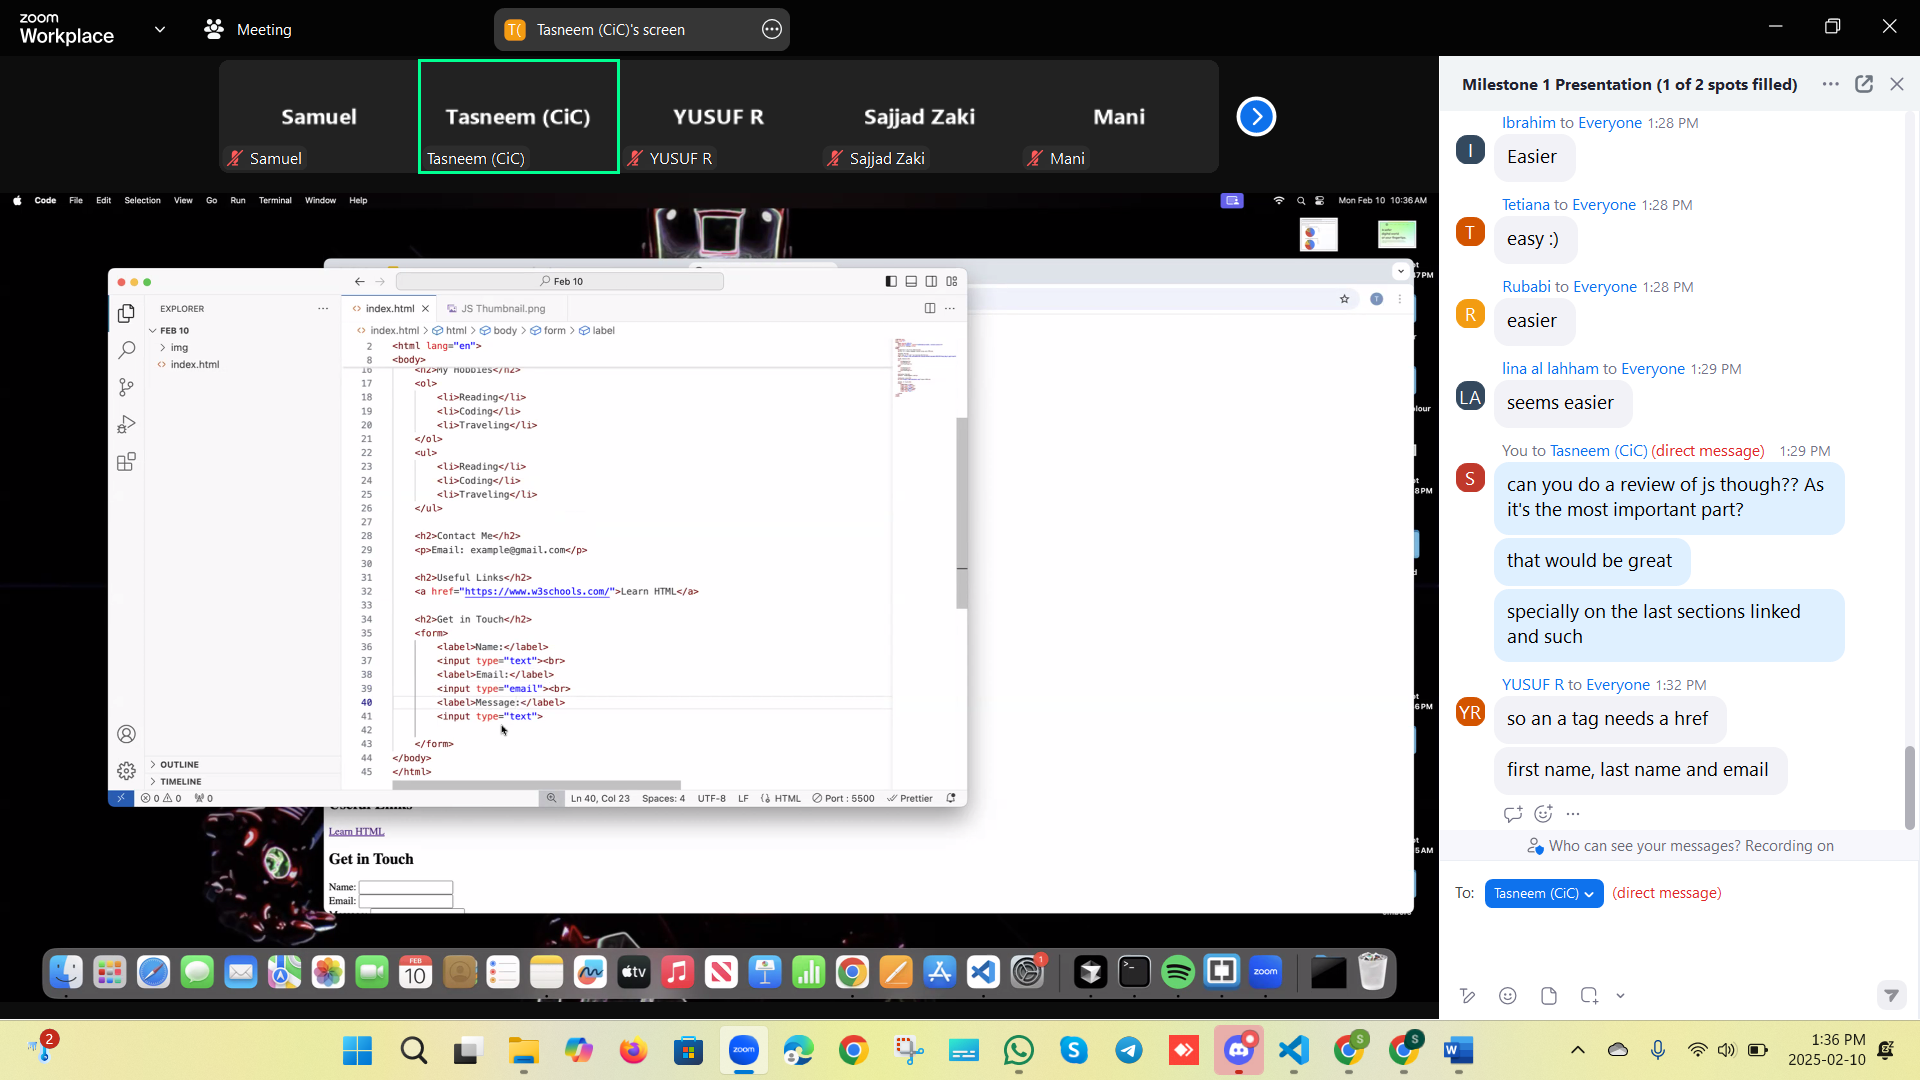 zoom
Workplace
Meeting
T(
Tasneem (CiC)'s screen
Samuel
Samuel
Tasneem (CiC)
Tasneem (CiC)
YUSUF R
YUSUF R
Sajjad Zaki
Sajjad Zaki
Mani
Mani
Code File Edit Selection View Go Run Terminal Window Help
Mon Feb 10 10:36 AM
Feb 10
EXPLORER
FEB 10
img
index.html
OUTLINE
TIMELINE
index.html
JS Thumbnail.png
index.html > html > body > form > label
2 <html lang="en">
8 <body>
16 <h2>My Hobbies</h2>
17 <ol>
18 <li>Reading</li>
19 <li>Coding</li>
20 <li>Traveling</li>
21 </ol>
22 <ul>
23 <li>Reading</li>
24 <li>Coding</li>
25 <li>Traveling</li>
26 </ul>
27
28 <h2>Contact Me</h2>
29 <p>Email: example@gmail.com</p>
30
31 <h2>Useful Links</h2>
32 <a href="https://www.w3schools.com/">Learn HTML</a>
33
34 <h2>Get in Touch</h2>
35 <form>
36 <label>Name:</label>
37 <input type="text"><br>
38 <label>Email:</label>
39 <input type="email"><br>
40 <label>Message:</label>
41 <input type="text">
42
43 </form>
44 </body>
45 </html>
0 0 0
Ln 40, Col 23 Spaces: 4 UTF-8 LF HTML Port : 5500 Prettier
Useful Links
Learn HTML
Get in Touch
Name:
Email:
FEB
10
tv
zoom
1
Milestone 1 Presentation (1 of 2 spots filled)
Ibrahim to Everyone 1:28 PM
I
Easier
Tetiana to Everyone 1:28 PM
T
easy :)
Rubabi to Everyone 1:28 PM
R
easier
lina al lahham to Everyone 1:29 PM
LA
seems easier
You to Tasneem (CiC) (direct message) 1:29 PM
S
can you do a review of js though?? As
it's the most important part?
that would be great
specially on the last sections linked
and such
YUSUF R to Everyone 1:32 PM
YR
so an a tag needs a href
first name, last name and email
Who can see your messages? Recording on
To: Tasneem (CiC) (direct message)
2
zoom
1:36 PM
2025-02-10